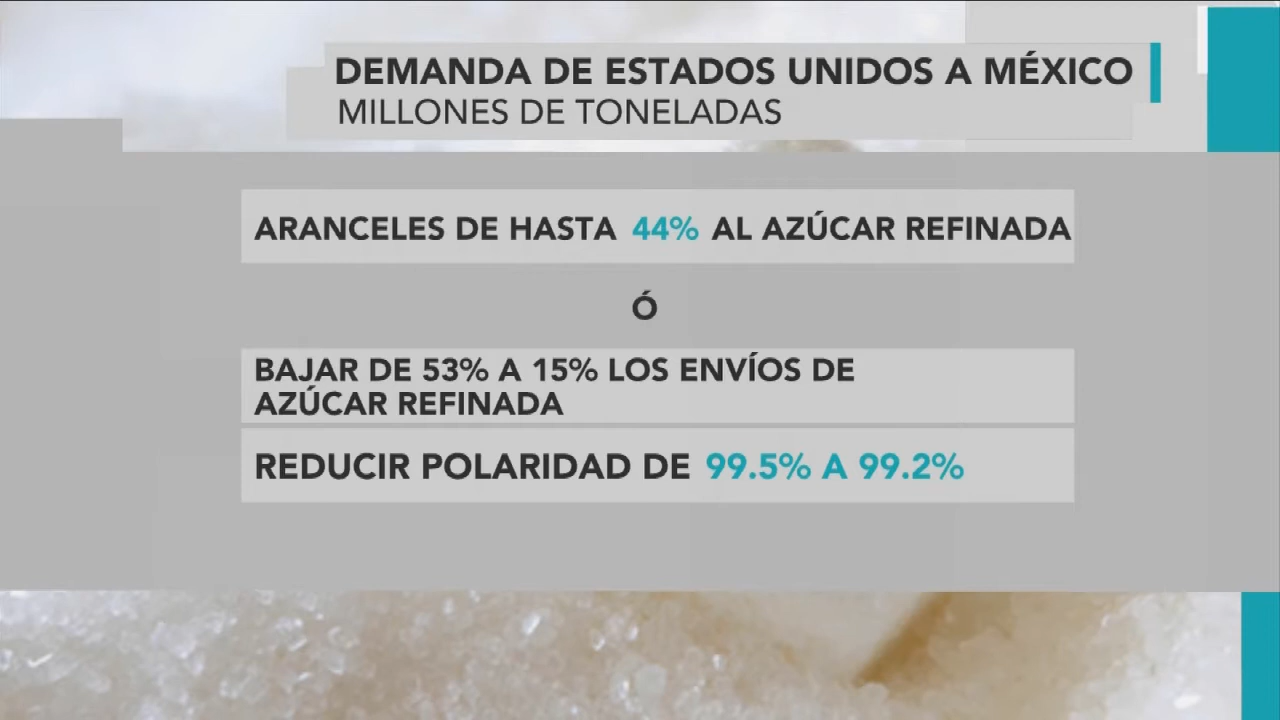 DEMANDA DE ESTADOS UNIDOS A MÉXICO
MILLONES DE TONELADAS
ARANCELES DE HASTA 44% AL AZÚCAR REFINADA
Ó
BAJAR DE 53% A 15% LOS ENVÍOS DE
AZÚCAR REFINADA
REDUCIR POLARIDAD DE 99.5% A 99.2%